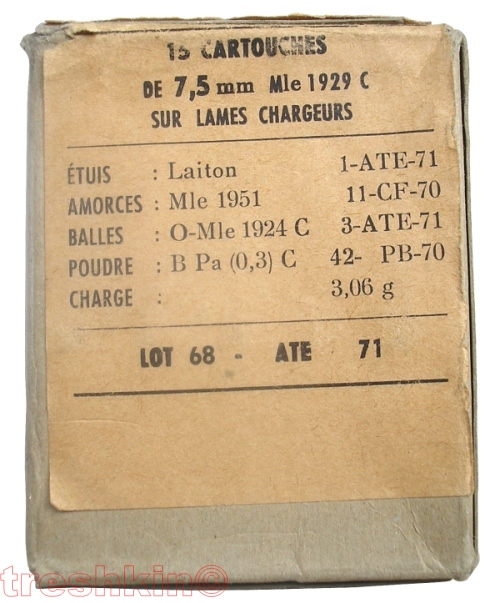 15 CARTOUCHES
DE 7,5 mm Mle 1929 C
SUR LAMES CHARGEURS
ÉTUIS : Laiton 1-ATE-71
AMORCES : Mle 1951 11-CF-70
BALLES : O-Mle 1924 C 3-ATE-71
POUDRE : B Pa (0,3) C 42- PB-70
CHARGE : 3,06 g
LOT 68 - ATE 71
treshkin©